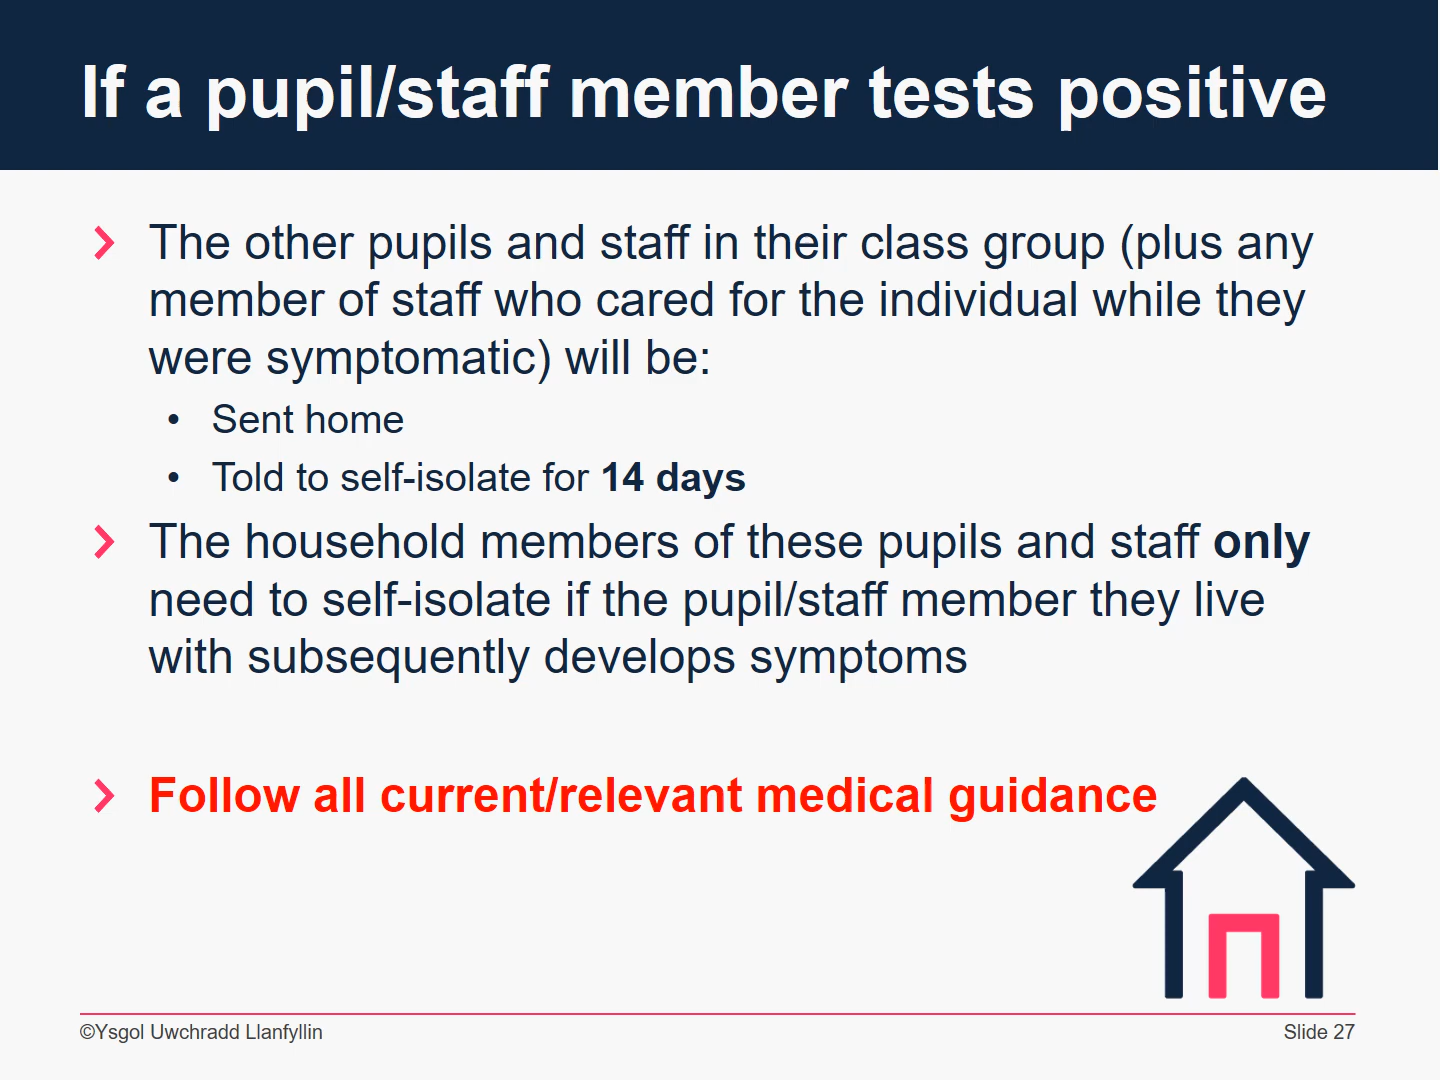 If a pupil/staff member tests positive
The other pupils and staff in their class group (plus any
member of staff who cared for the individual while they
were symptomatic) will be:
• Sent home
• Told to self-isolate for 14 days
The household members of these pupils and staff only
need to self-isolate if the pupil/staff member they live
with subsequently develops symptoms
Follow all current/relevant medical guidance
©Ysgol Uwchradd Llanfyllin
Slide 27